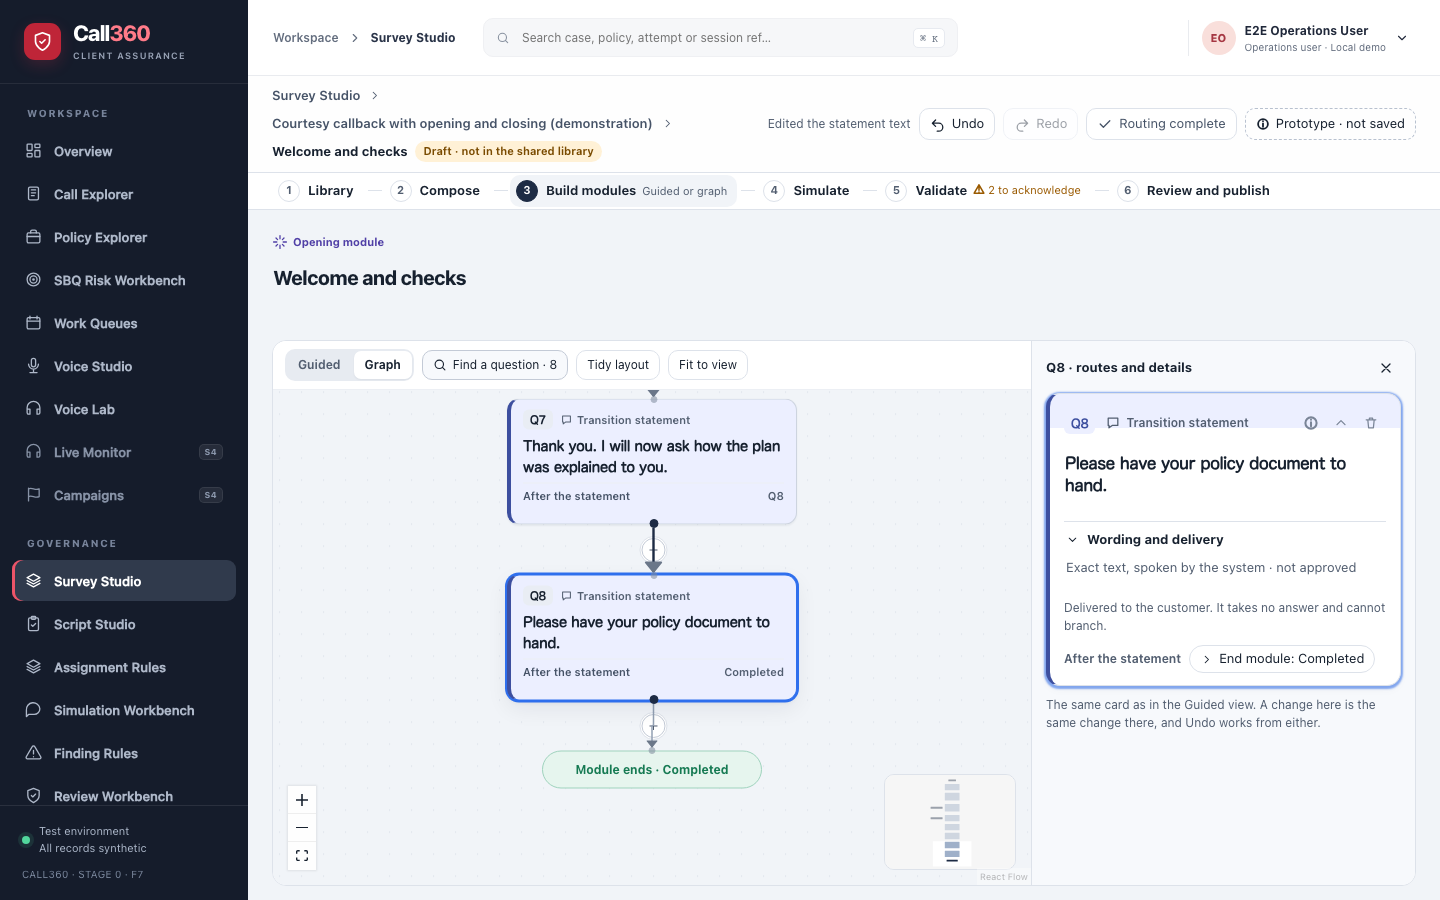 Call360
CLIENT ASSURANCE
WORKSPACE
Overview
Call Explorer
Policy Explorer
SBQ Risk Workbench
Work Queues
Voice Studio
Voice Lab
Live Monitor S4
Campaigns S4
GOVERNANCE
Survey Studio
Script Studio
Assignment Rules
Simulation Workbench
Finding Rules
Review Workbench
Test environment
All records synthetic
CALL360 · STAGE 0 · F7
Workspace > Survey Studio
Search case, policy, attempt or session ref...
⌘ K
EO
E2E Operations User
Operations user · Local demo
Survey Studio >
Courtesy callback with opening and closing (demonstration) >
Welcome and checks Draft · not in the shared library
Edited the statement text
Undo
Redo
Routing complete
Prototype · not saved
1 Library
2 Compose
3 Build modules Guided or graph
4 Simulate
5 Validate 2 to acknowledge
6 Review and publish
Opening module
Welcome and checks
Guided
Graph
Find a question · 8
Tidy layout
Fit to view
Q7 Transition statement
Thank you. I will now ask how the plan
was explained to you.
After the statement Q8
Q8 Transition statement
Please have your policy document to
hand.
After the statement Completed
Module ends · Completed
React Flow
Q8 · routes and details
Q8 Transition statement
Please have your policy document to
hand.
Wording and delivery
Exact text, spoken by the system · not approved
Delivered to the customer. It takes no answer and cannot
branch.
After the statement > End module: Completed
The same card as in the Guided view. A change here is the
same change there, and Undo works from either.